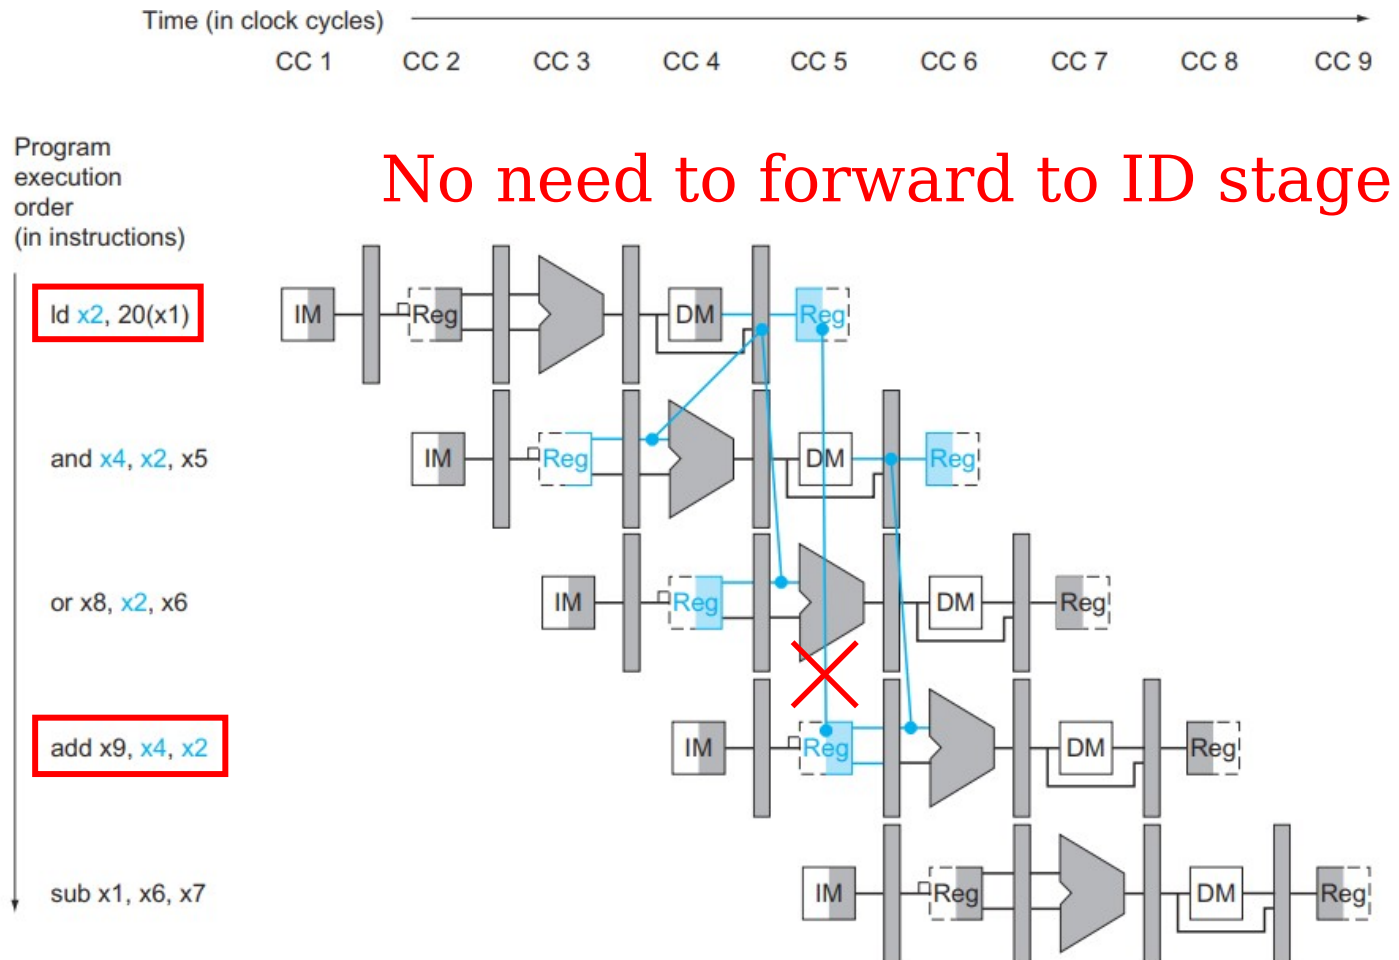 Time (in clock cycles)
CC 1 CC 2 CC 3 CC 4 CC 5 CC 6 CC 7 CC 8 CC 9
Program
execution
order
(in instructions)
No need to forward to ID stage
ld x2, 20(x1)
IM Reg DM Reg
and x4, x2, x5
IM Reg DM Reg
or x8, x2, x6
IM Reg DM Reg
add x9, x4, x2
IM Reg DM Reg
sub x1, x6, x7
IM Reg DM Reg